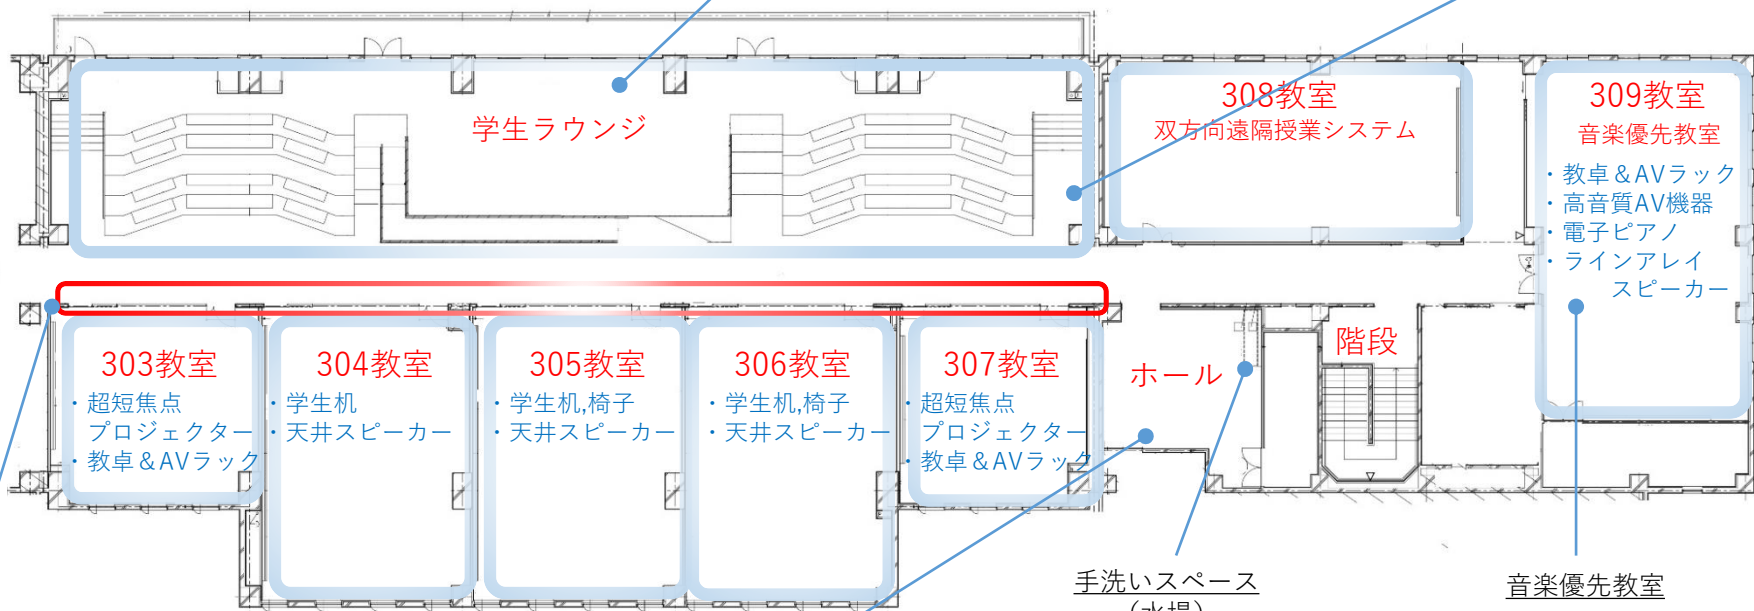 学生ラウンジ
308教室
双方向遠隔授業システム
309教室
音楽優先教室
・教卓＆AVラック
・高音質AV機器
・電子ピアノ
・ラインアレイ
スピーカー
303教室
・超短焦点
プロジェクター
・教卓＆AVラック
304教室
・学生机
・天井スピーカー
305教室
・学生机,椅子
・天井スピーカー
306教室
・学生机,椅子
・天井スピーカー
307教室
・超短焦点
プロジェクター
・教卓＆AVラック
ホール
階段
手洗いスペース
（水場）
音楽優先教室